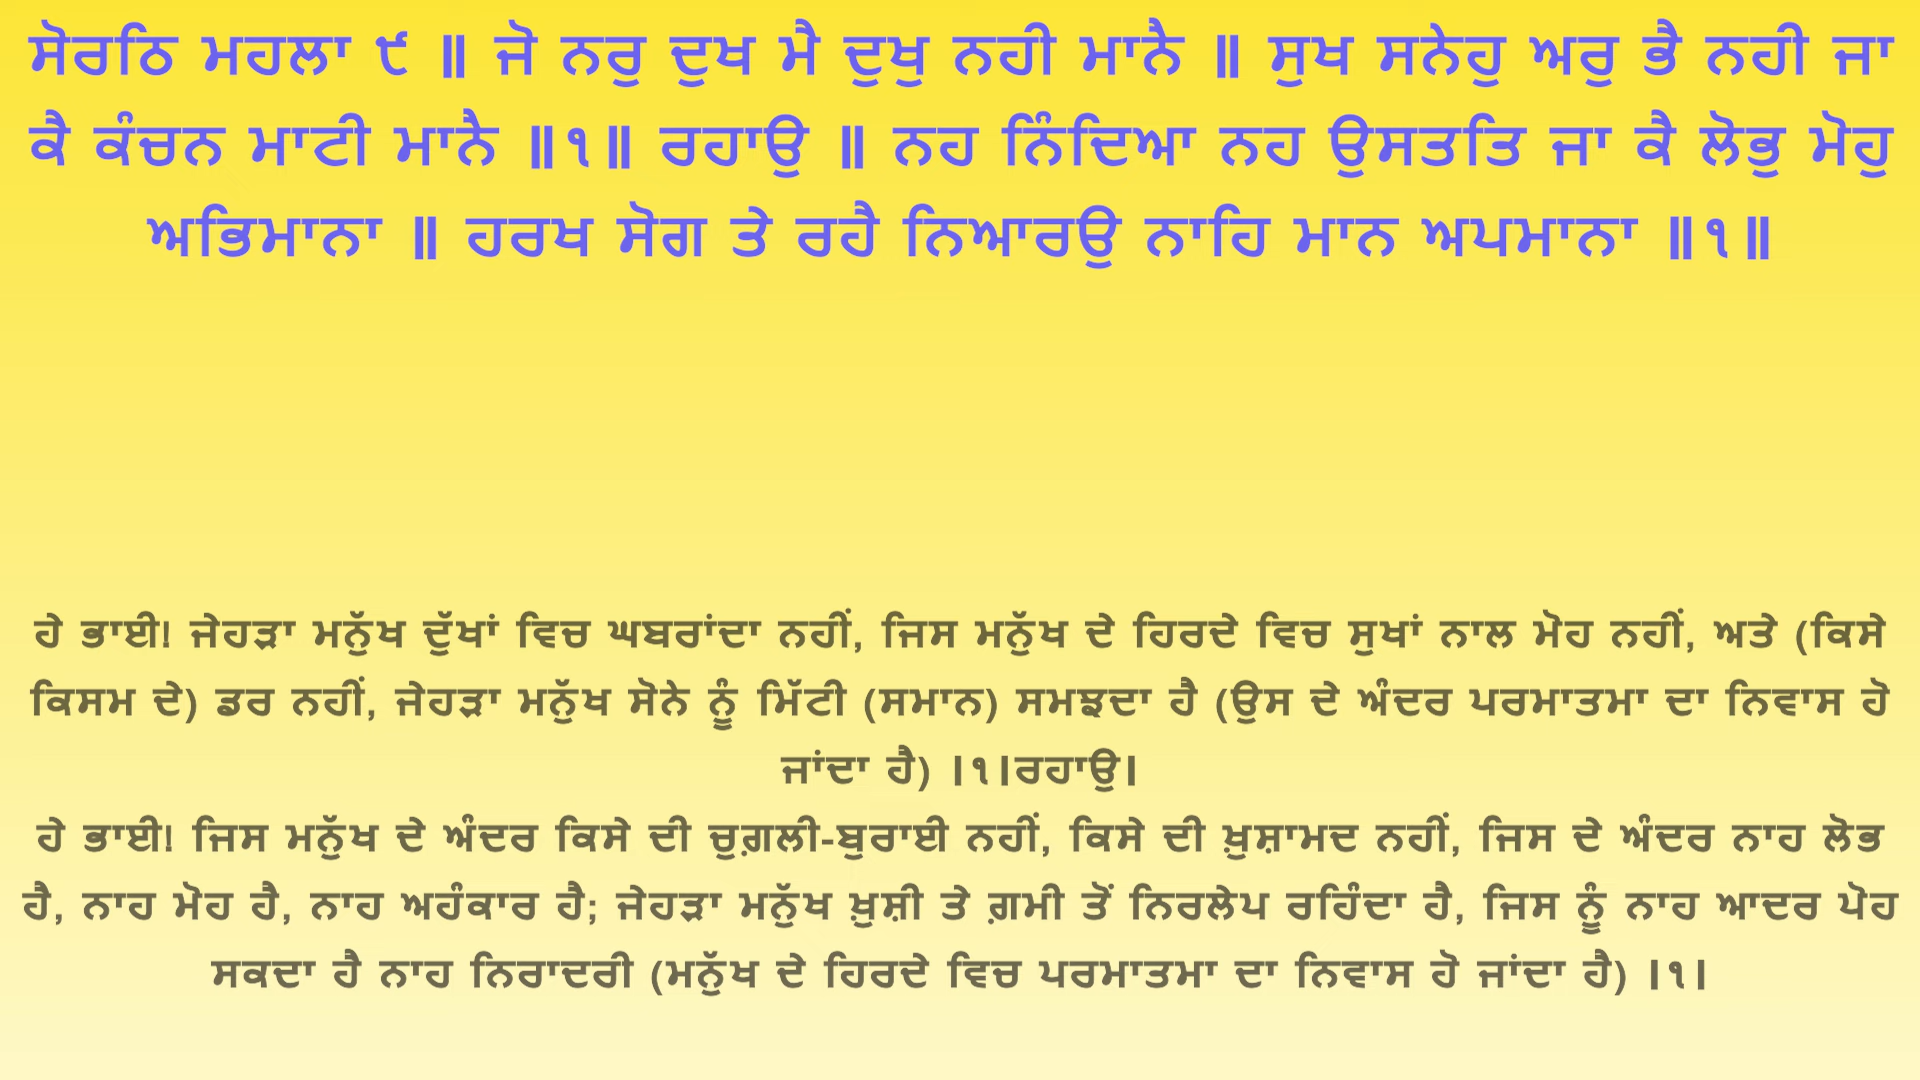 ਸੋਰਠਿ ਮਹਲਾ ੯ ॥ ਜੋ ਨਰੁ ਦੁਖ ਮੈ ਦੁਖੁ ਨਹੀ ਮਾਨੈ ॥ ਸੁਖ ਸਨੇਹੁ ਅਰੁ ਭੈ ਨਹੀ ਜਾ
ਕੈ ਕੰਚਨ ਮਾਟੀ ਮਾਨੈ ॥੧॥ ਰਹਾਉ ॥ ਨਹ ਨਿੰਦਿਆ ਨਹ ਉਸਤਤਿ ਜਾ ਕੈ ਲੋਭੁ ਮੋਹੁ
ਅਭਿਮਾਨਾ ॥ ਹਰਖ ਸੋਗ ਤੇ ਰਹੈ ਨਿਆਰਉ ਨਾਹਿ ਮਾਨ ਅਪਮਾਨਾ ॥੧॥
ਹੇ ਭਾਈ! ਜੇਹੜਾ ਮਨੁੱਖ ਦੁੱਖਾਂ ਵਿਚ ਘਬਰਾਂਦਾ ਨਹੀਂ, ਜਿਸ ਮਨੁੱਖ ਦੇ ਹਿਰਦੇ ਵਿਚ ਸੁਖਾਂ ਨਾਲ ਮੋਹ ਨਹੀਂ, ਅਤੇ (ਕਿਸੇ
ਕਿਸਮ ਦੇ) ਡਰ ਨਹੀਂ, ਜੇਹੜਾ ਮਨੁੱਖ ਸੋਨੇ ਨੂੰ ਮਿੱਟੀ (ਸਮਾਨ) ਸਮਝਦਾ ਹੈ (ਉਸ ਦੇ ਅੰਦਰ ਪਰਮਾਤਮਾ ਦਾ ਨਿਵਾਸ ਹੋ
ਜਾਂਦਾ ਹੈ) ।੧।ਰਹਾਉ।
ਹੇ ਭਾਈ! ਜਿਸ ਮਨੁੱਖ ਦੇ ਅੰਦਰ ਕਿਸੇ ਦੀ ਚੁਗ਼ਲੀ-ਬੁਰਾਈ ਨਹੀਂ, ਕਿਸੇ ਦੀ ਖ਼ੁਸ਼ਾਮਦ ਨਹੀਂ, ਜਿਸ ਦੇ ਅੰਦਰ ਨਾਹ ਲੋਭ
ਹੈ, ਨਾਹ ਮੋਹ ਹੈ, ਨਾਹ ਅਹੰਕਾਰ ਹੈ; ਜੇਹੜਾ ਮਨੁੱਖ ਖ਼ੁਸ਼ੀ ਤੇ ਗ਼ਮੀ ਤੋਂ ਨਿਰਲੇਪ ਰਹਿੰਦਾ ਹੈ, ਜਿਸ ਨੂੰ ਨਾਹ ਆਦਰ ਪੋਹ
ਸਕਦਾ ਹੈ ਨਾਹ ਨਿਰਾਦਰੀ (ਮਨੁੱਖ ਦੇ ਹਿਰਦੇ ਵਿਚ ਪਰਮਾਤਮਾ ਦਾ ਨਿਵਾਸ ਹੋ ਜਾਂਦਾ ਹੈ) ।੧।